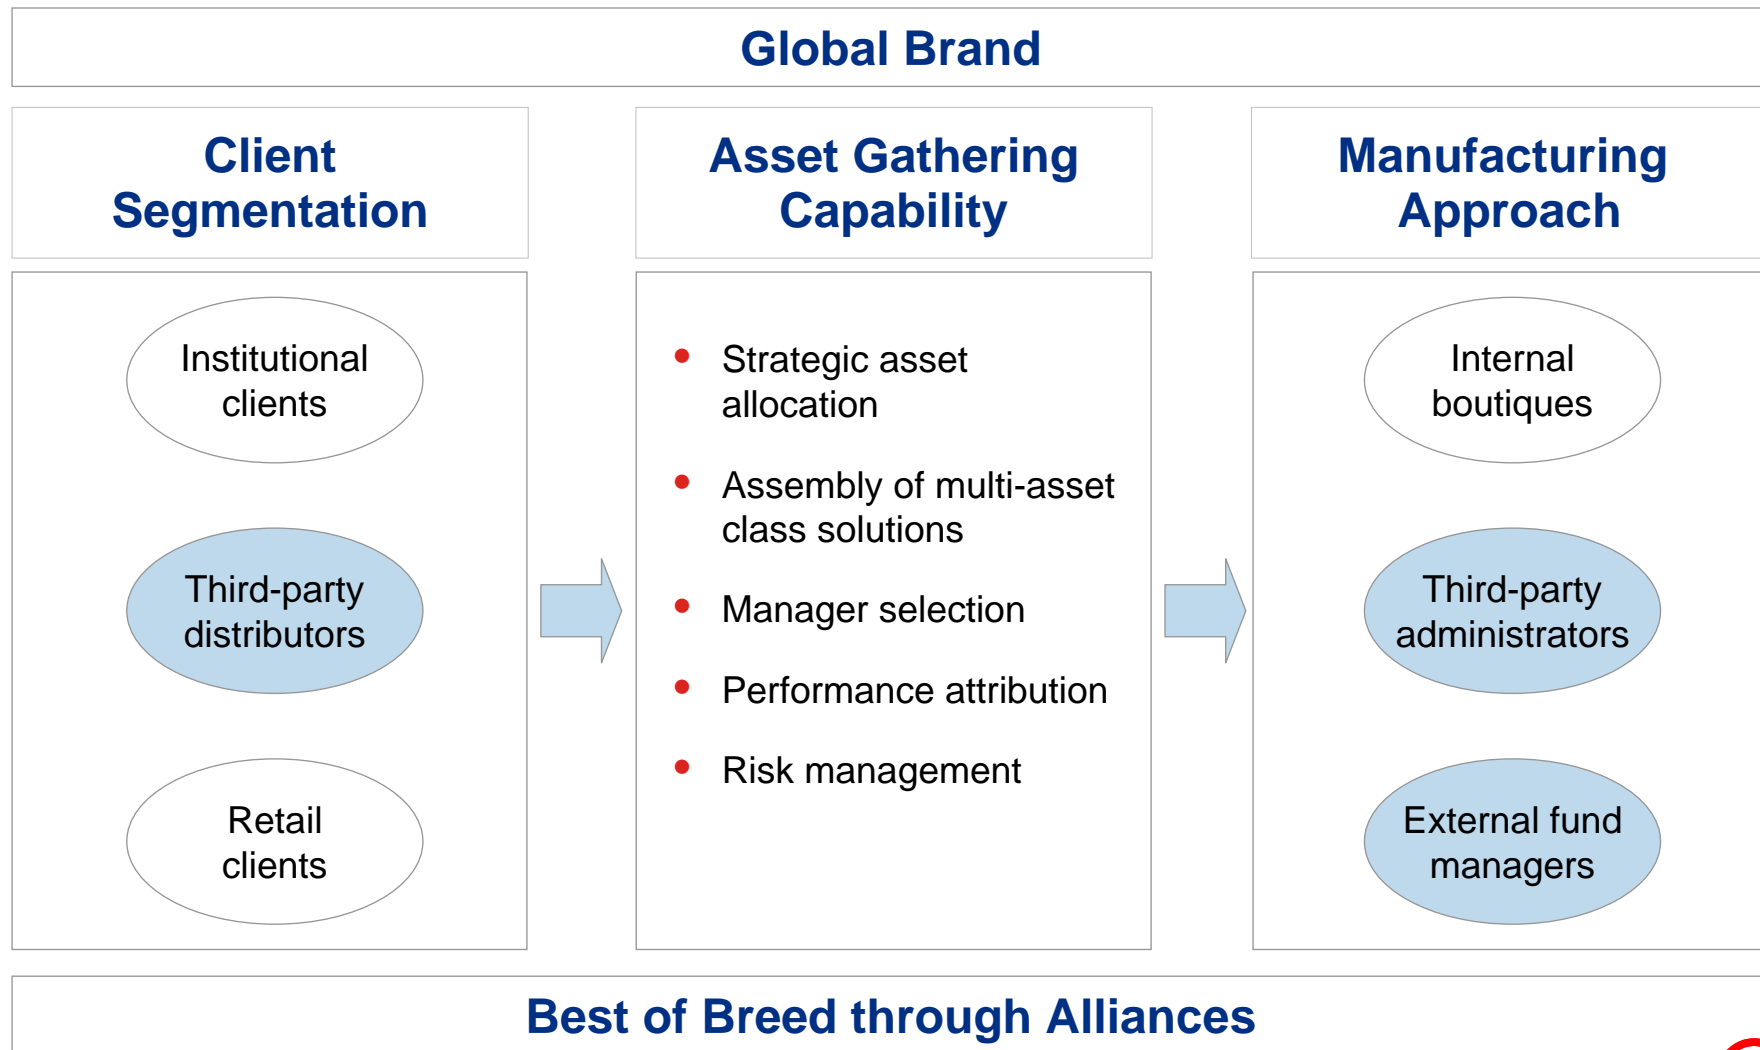 Global Brand
Client
Segmentation
Institutional
clients
Third-party
distributors
Retail
clients
Asset Gathering
Capability
• Strategic asset
allocation
• Assembly of multi-asset
class solutions
• Manager selection
• Performance attribution
• Risk management
Manufacturing
Approach
Internal
boutiques
Third-party
administrators
External fund
managers
Best of Breed through Alliances